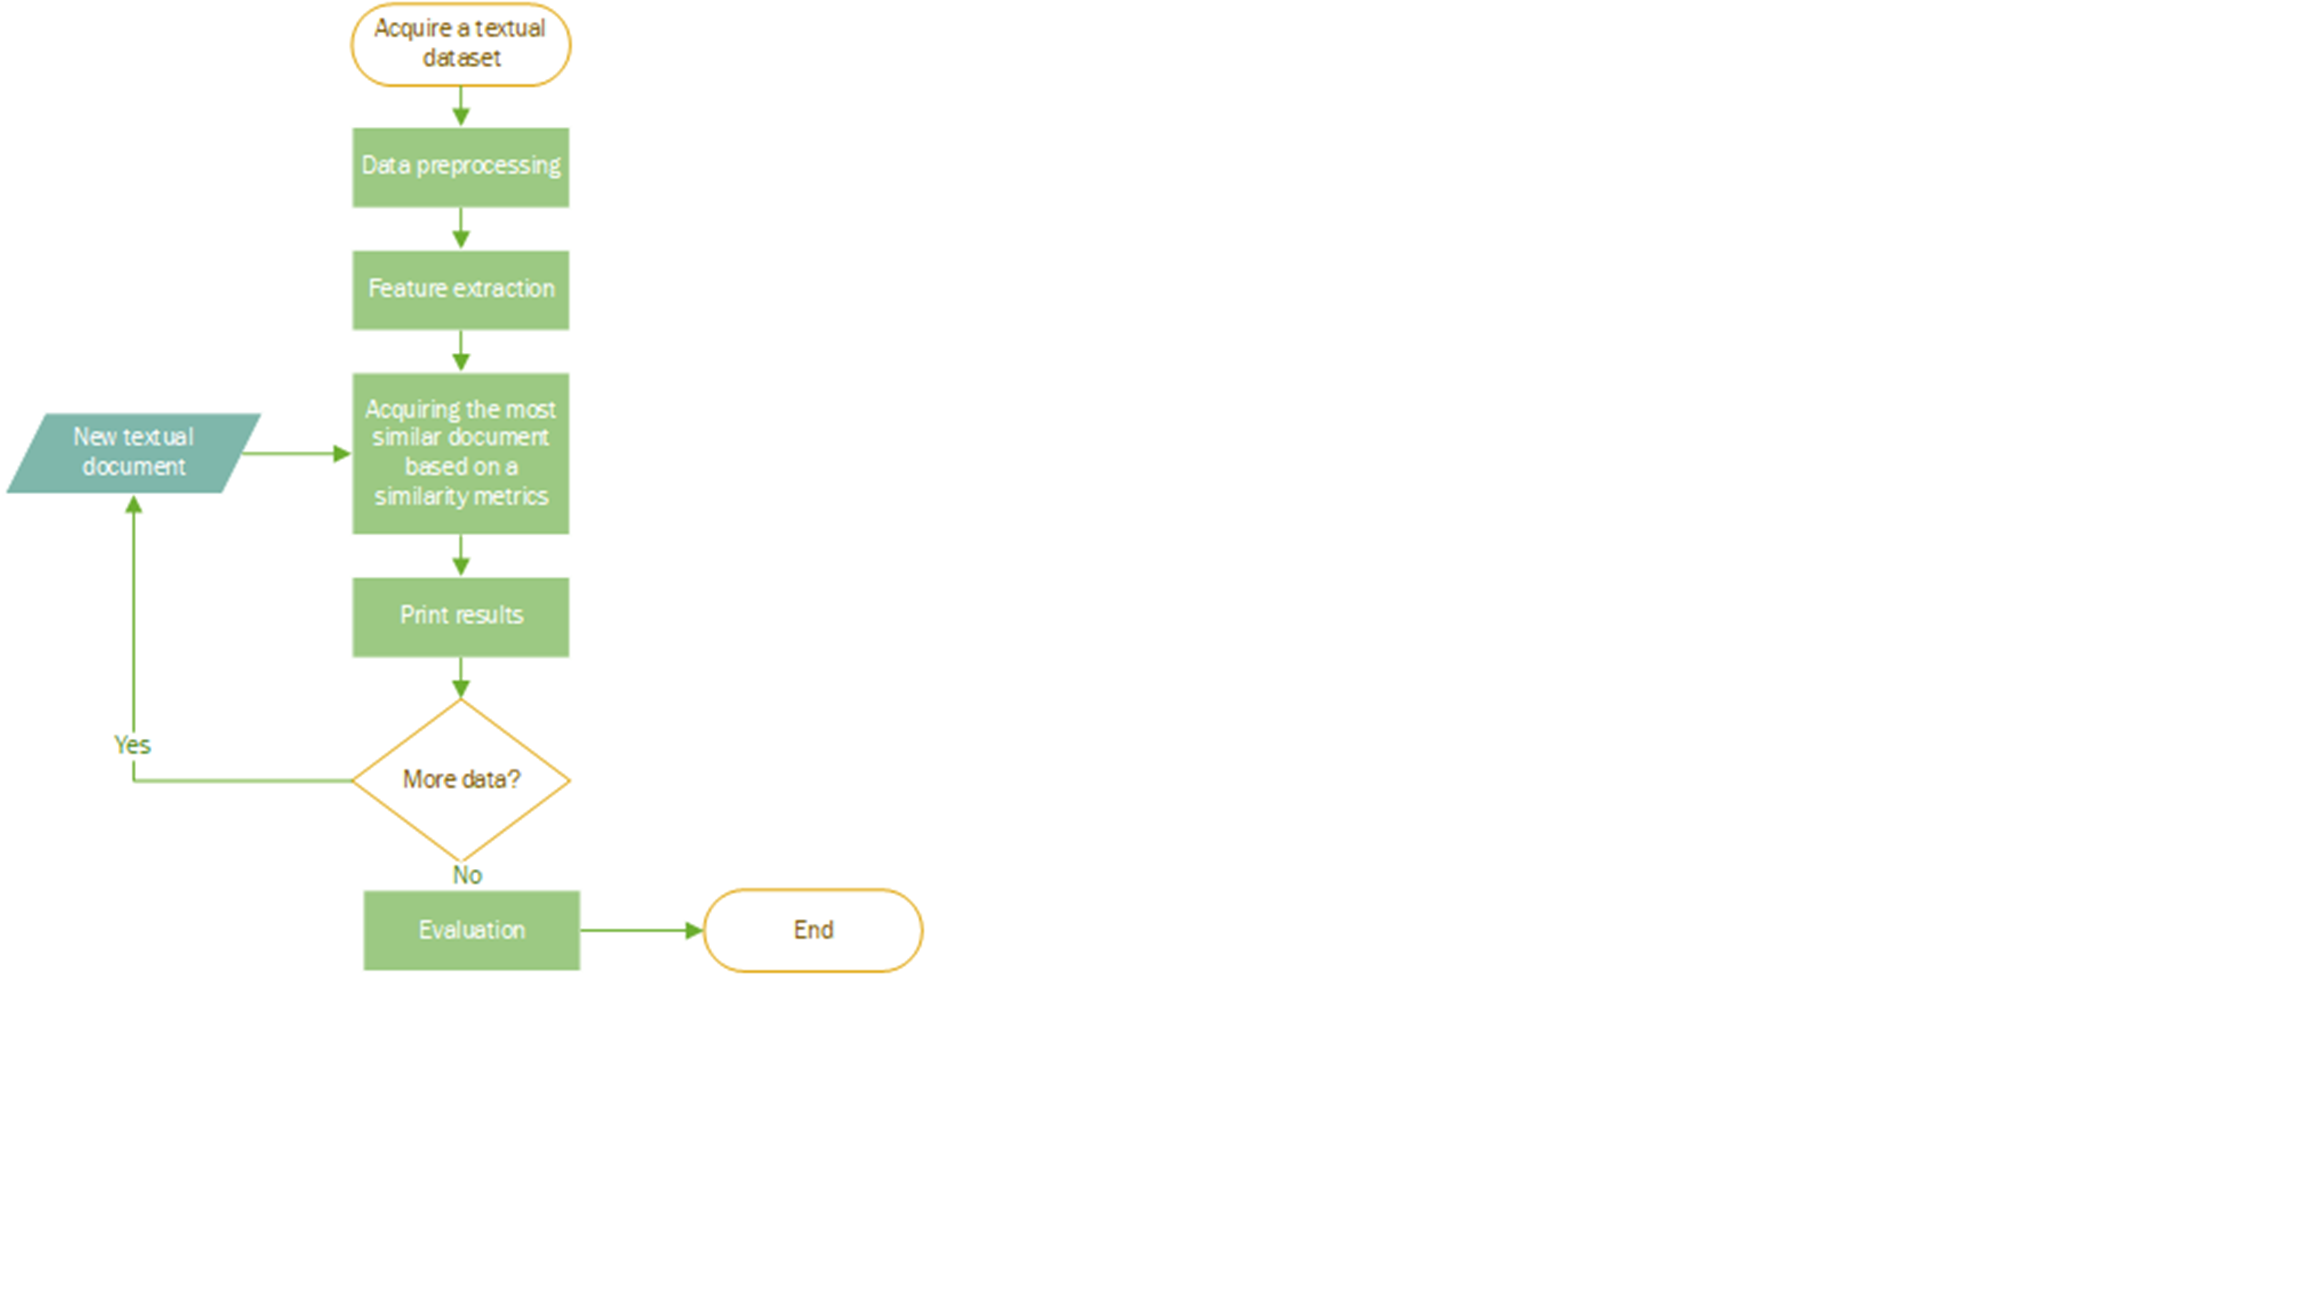 Acquire a textual
dataset
Data preprocessing
Feature extraction
Acquiring the most
similar document
based on a
similarity metrics
New textual
document
Print results
Yes
More data?
No
Evaluation
End